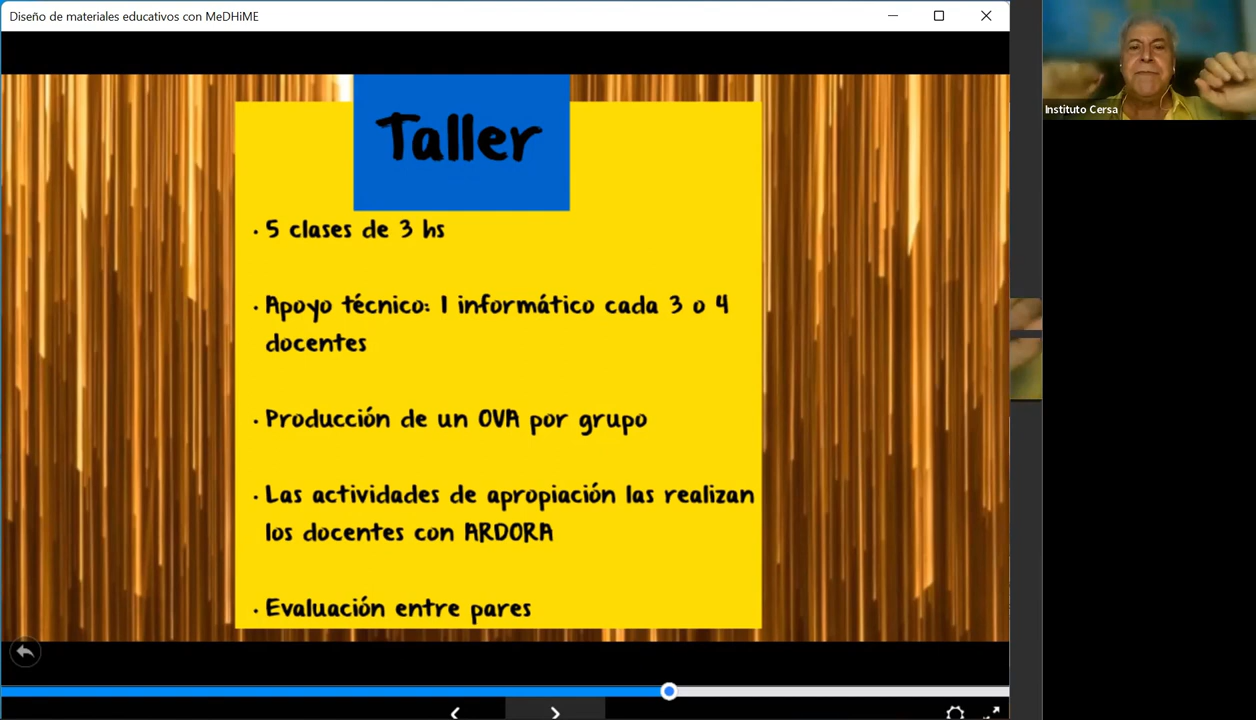 Diseño de materiales educativos con MeDHiME
Instituto Cersa
Taller
· 5 clases de 3 hs
· Apoyo técnico: 1 informático cada 3 o 4
docentes
· Producción de un OVA por grupo
· Las actividades de apropiación las realizan
los docentes con ARDORA
· Evaluación entre pares